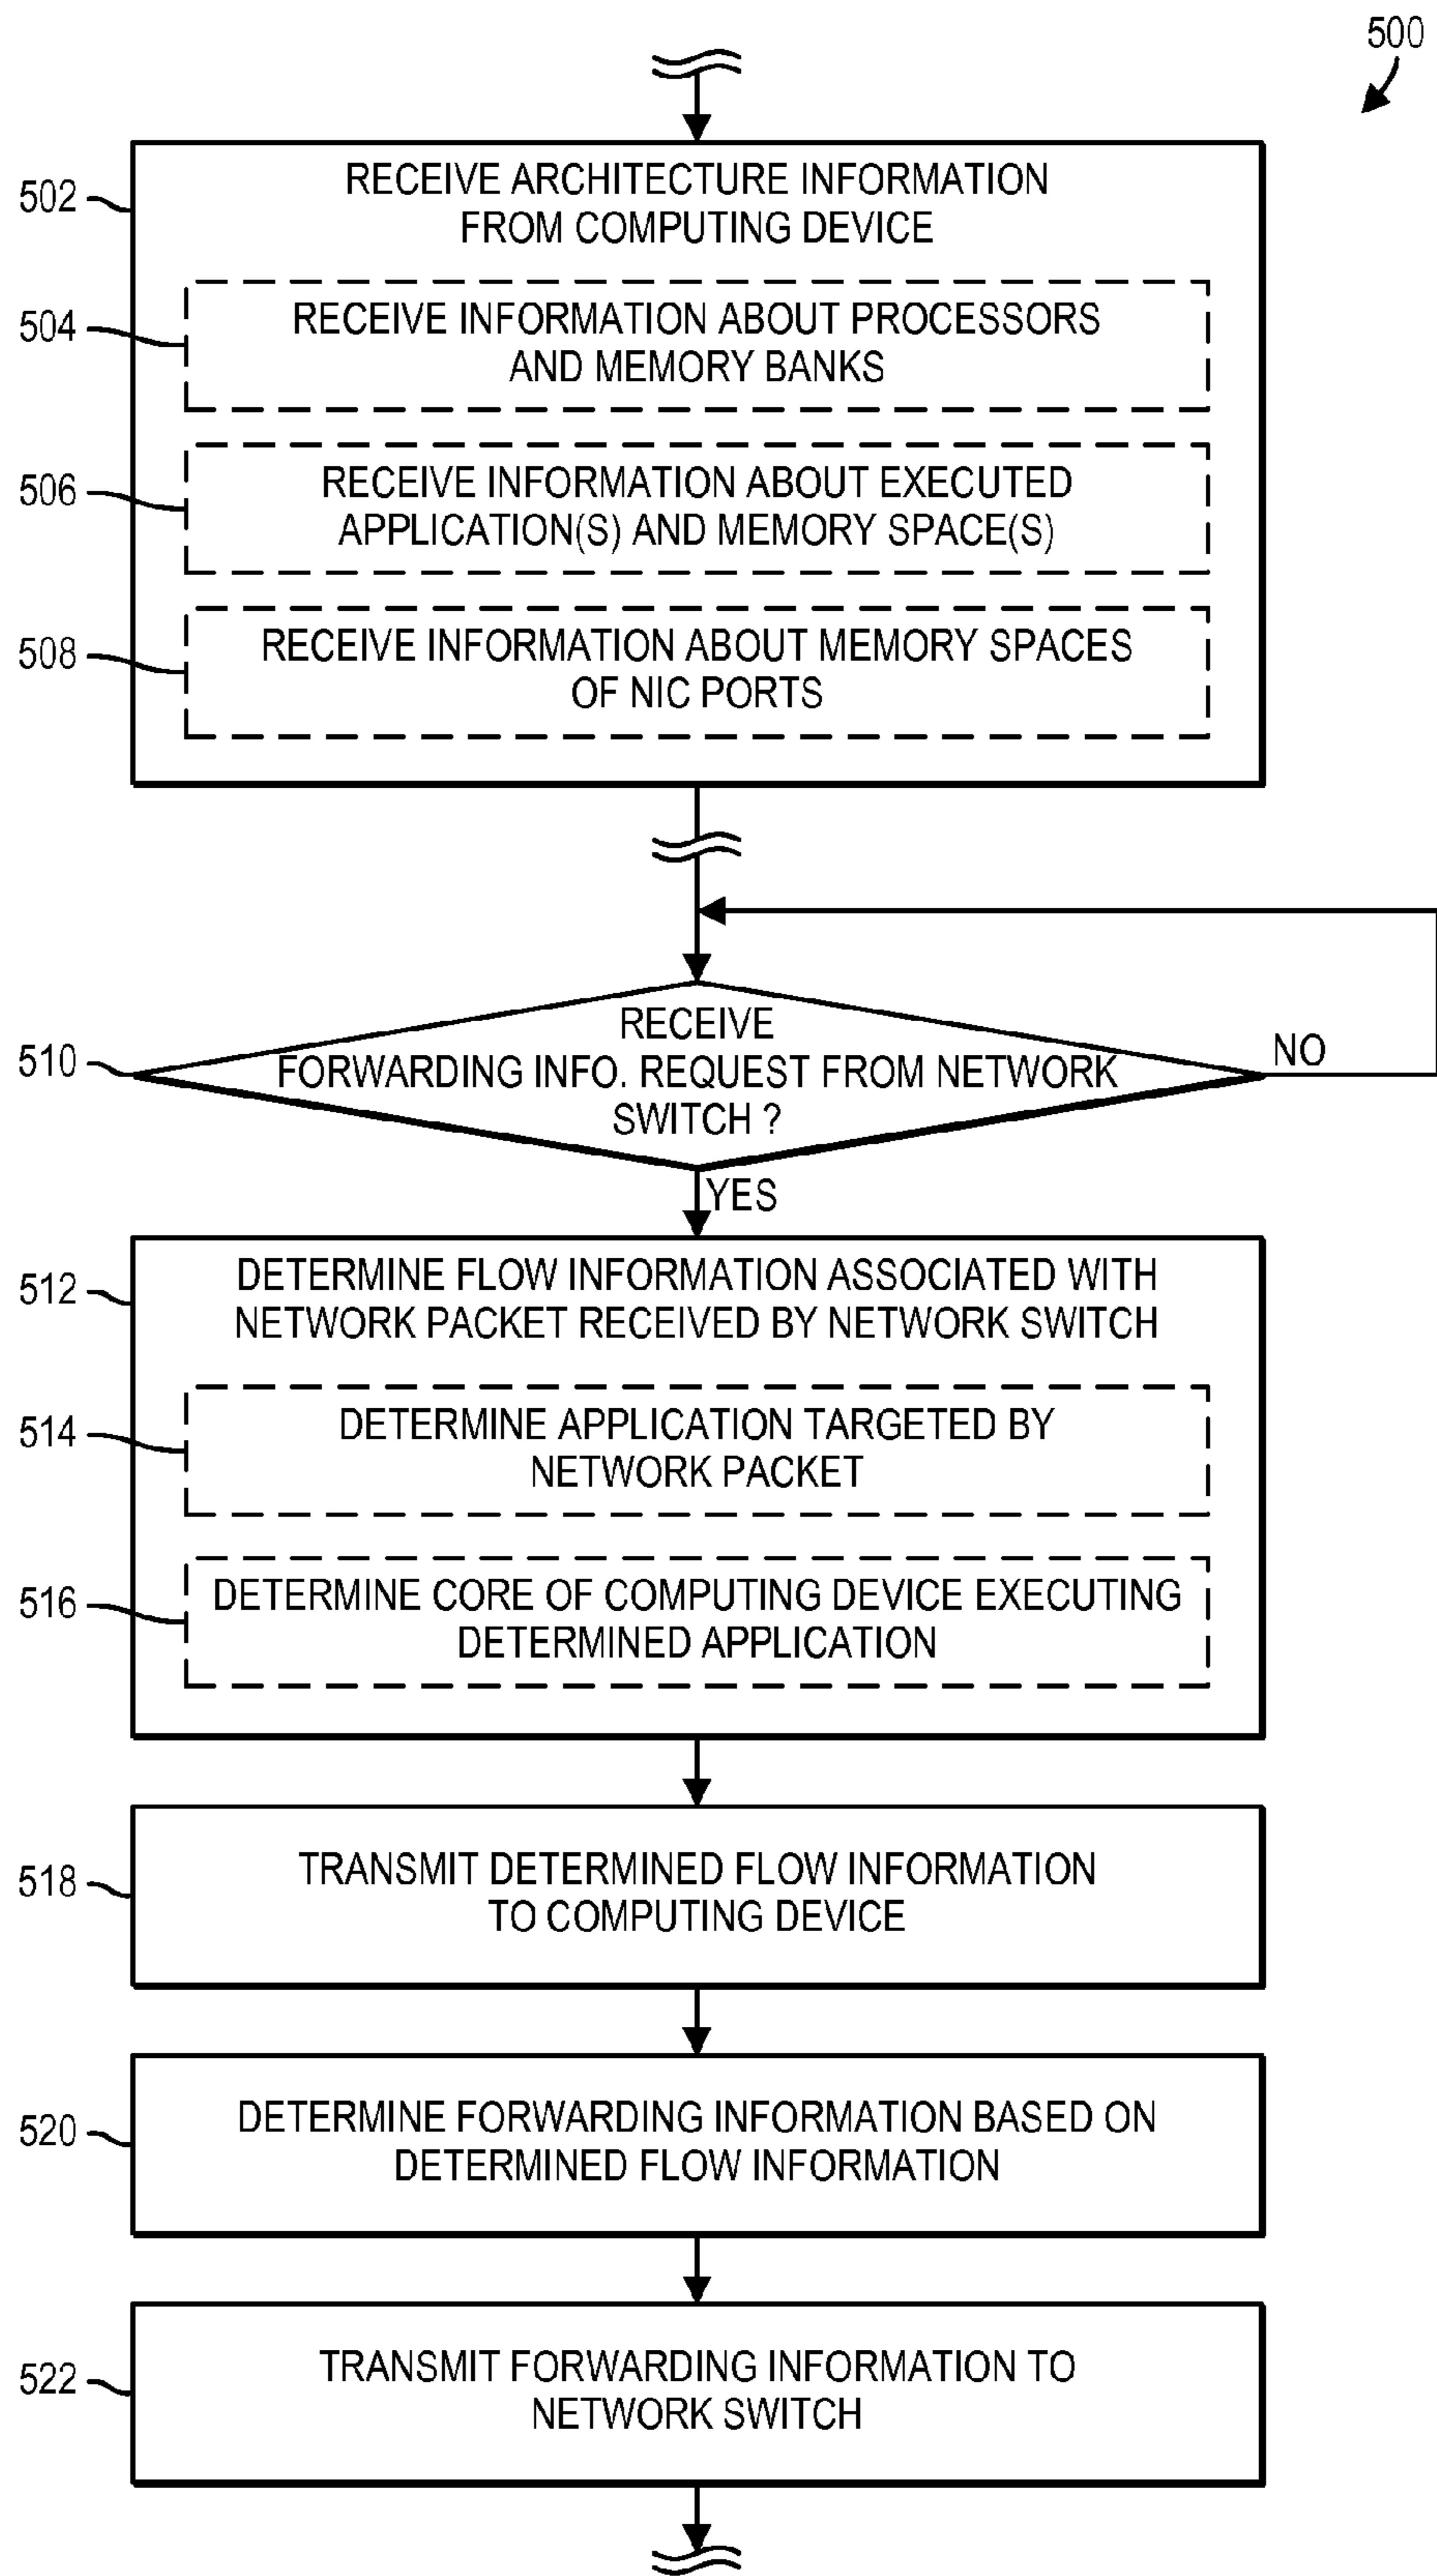 500
502
RECEIVE ARCHITECTURE INFORMATION
FROM COMPUTING DEVICE
504
RECEIVE INFORMATION ABOUT PROCESSORS
AND MEMORY BANKS
506
RECEIVE INFORMATION ABOUT EXECUTED
APPLICATION(S) AND MEMORY SPACE(S)
508
RECEIVE INFORMATION ABOUT MEMORY SPACES
OF NIC PORTS
510
RECEIVE
FORWARDING INFO. REQUEST FROM NETWORK
SWITCH ?
NO
YES
512
DETERMINE FLOW INFORMATION ASSOCIATED WITH
NETWORK PACKET RECEIVED BY NETWORK SWITCH
514
DETERMINE APPLICATION TARGETED BY
NETWORK PACKET
516
DETERMINE CORE OF COMPUTING DEVICE EXECUTING
DETERMINED APPLICATION
518
TRANSMIT DETERMINED FLOW INFORMATION
TO COMPUTING DEVICE
520
DETERMINE FORWARDING INFORMATION BASED ON
DETERMINED FLOW INFORMATION
522
TRANSMIT FORWARDING INFORMATION TO
NETWORK SWITCH